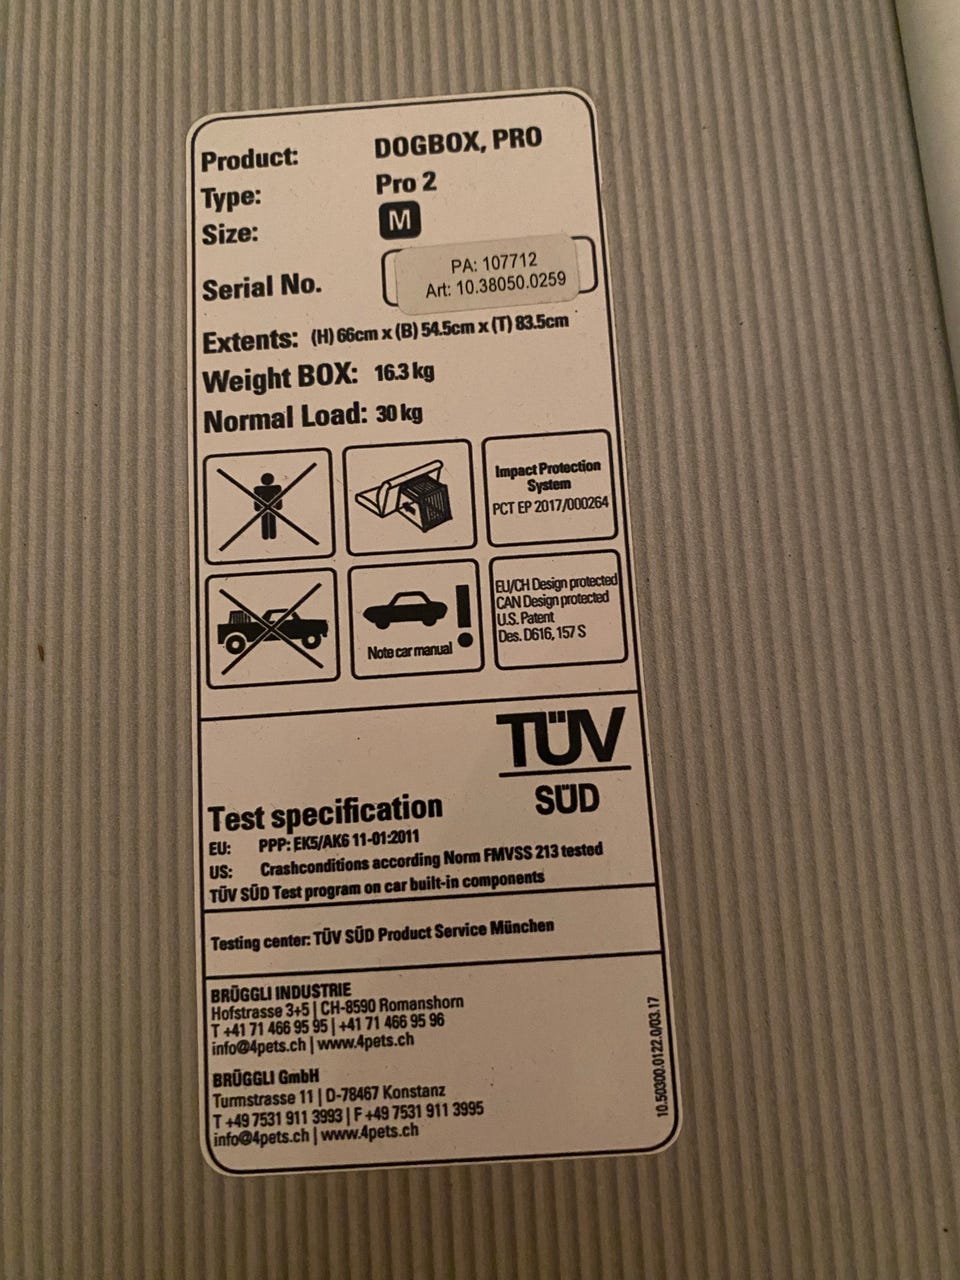 Product: DOGBOX, PRO
Type: Pro 2
Size: M
Serial No. PA: 107712
Art: 10.38050.0259
Extents: (H) 66cm x (B) 54.5cm x (T) 83.5cm
Weight BOX: 16.3 kg
Normal Load: 30 kg
Impact Protection
System
PCT EP 2017/000264
Note car manual !
EU/CH Design protected
CAN Design protected
U.S. Patent
Des. D616, 157 S
TÜV
SÜD
Test specification
EU: PPP: EK5/AK6 11-01:2011
US: Crashconditions according Norm FMVSS 213 tested
TÜV SÜD Test program on car built-in components
Testing center: TÜV SÜD Product Service München
BRÜGGLI INDUSTRIE
Hofstrasse 3+5 | CH-8590 Romanshorn
T +41 71 466 95 95 | +41 71 466 95 96
info@4pets.ch | www.4pets.ch
BRÜGGLI GmbH
Turmstrasse 11 | D-78467 Konstanz
T +49 7531 911 3993 | F +49 7531 911 3995
info@4pets.ch | www.4pets.ch
10.50300.0122.0/03.17